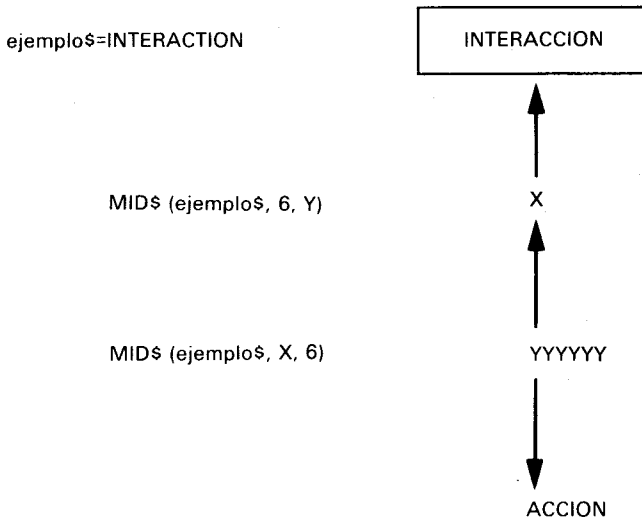 ejemplo$=INTERACTION
INTERACCION
MID$ (ejemplo$, 6, Y)
X
MID$ (ejemplo$, X, 6)
YYYYYY
ACCION